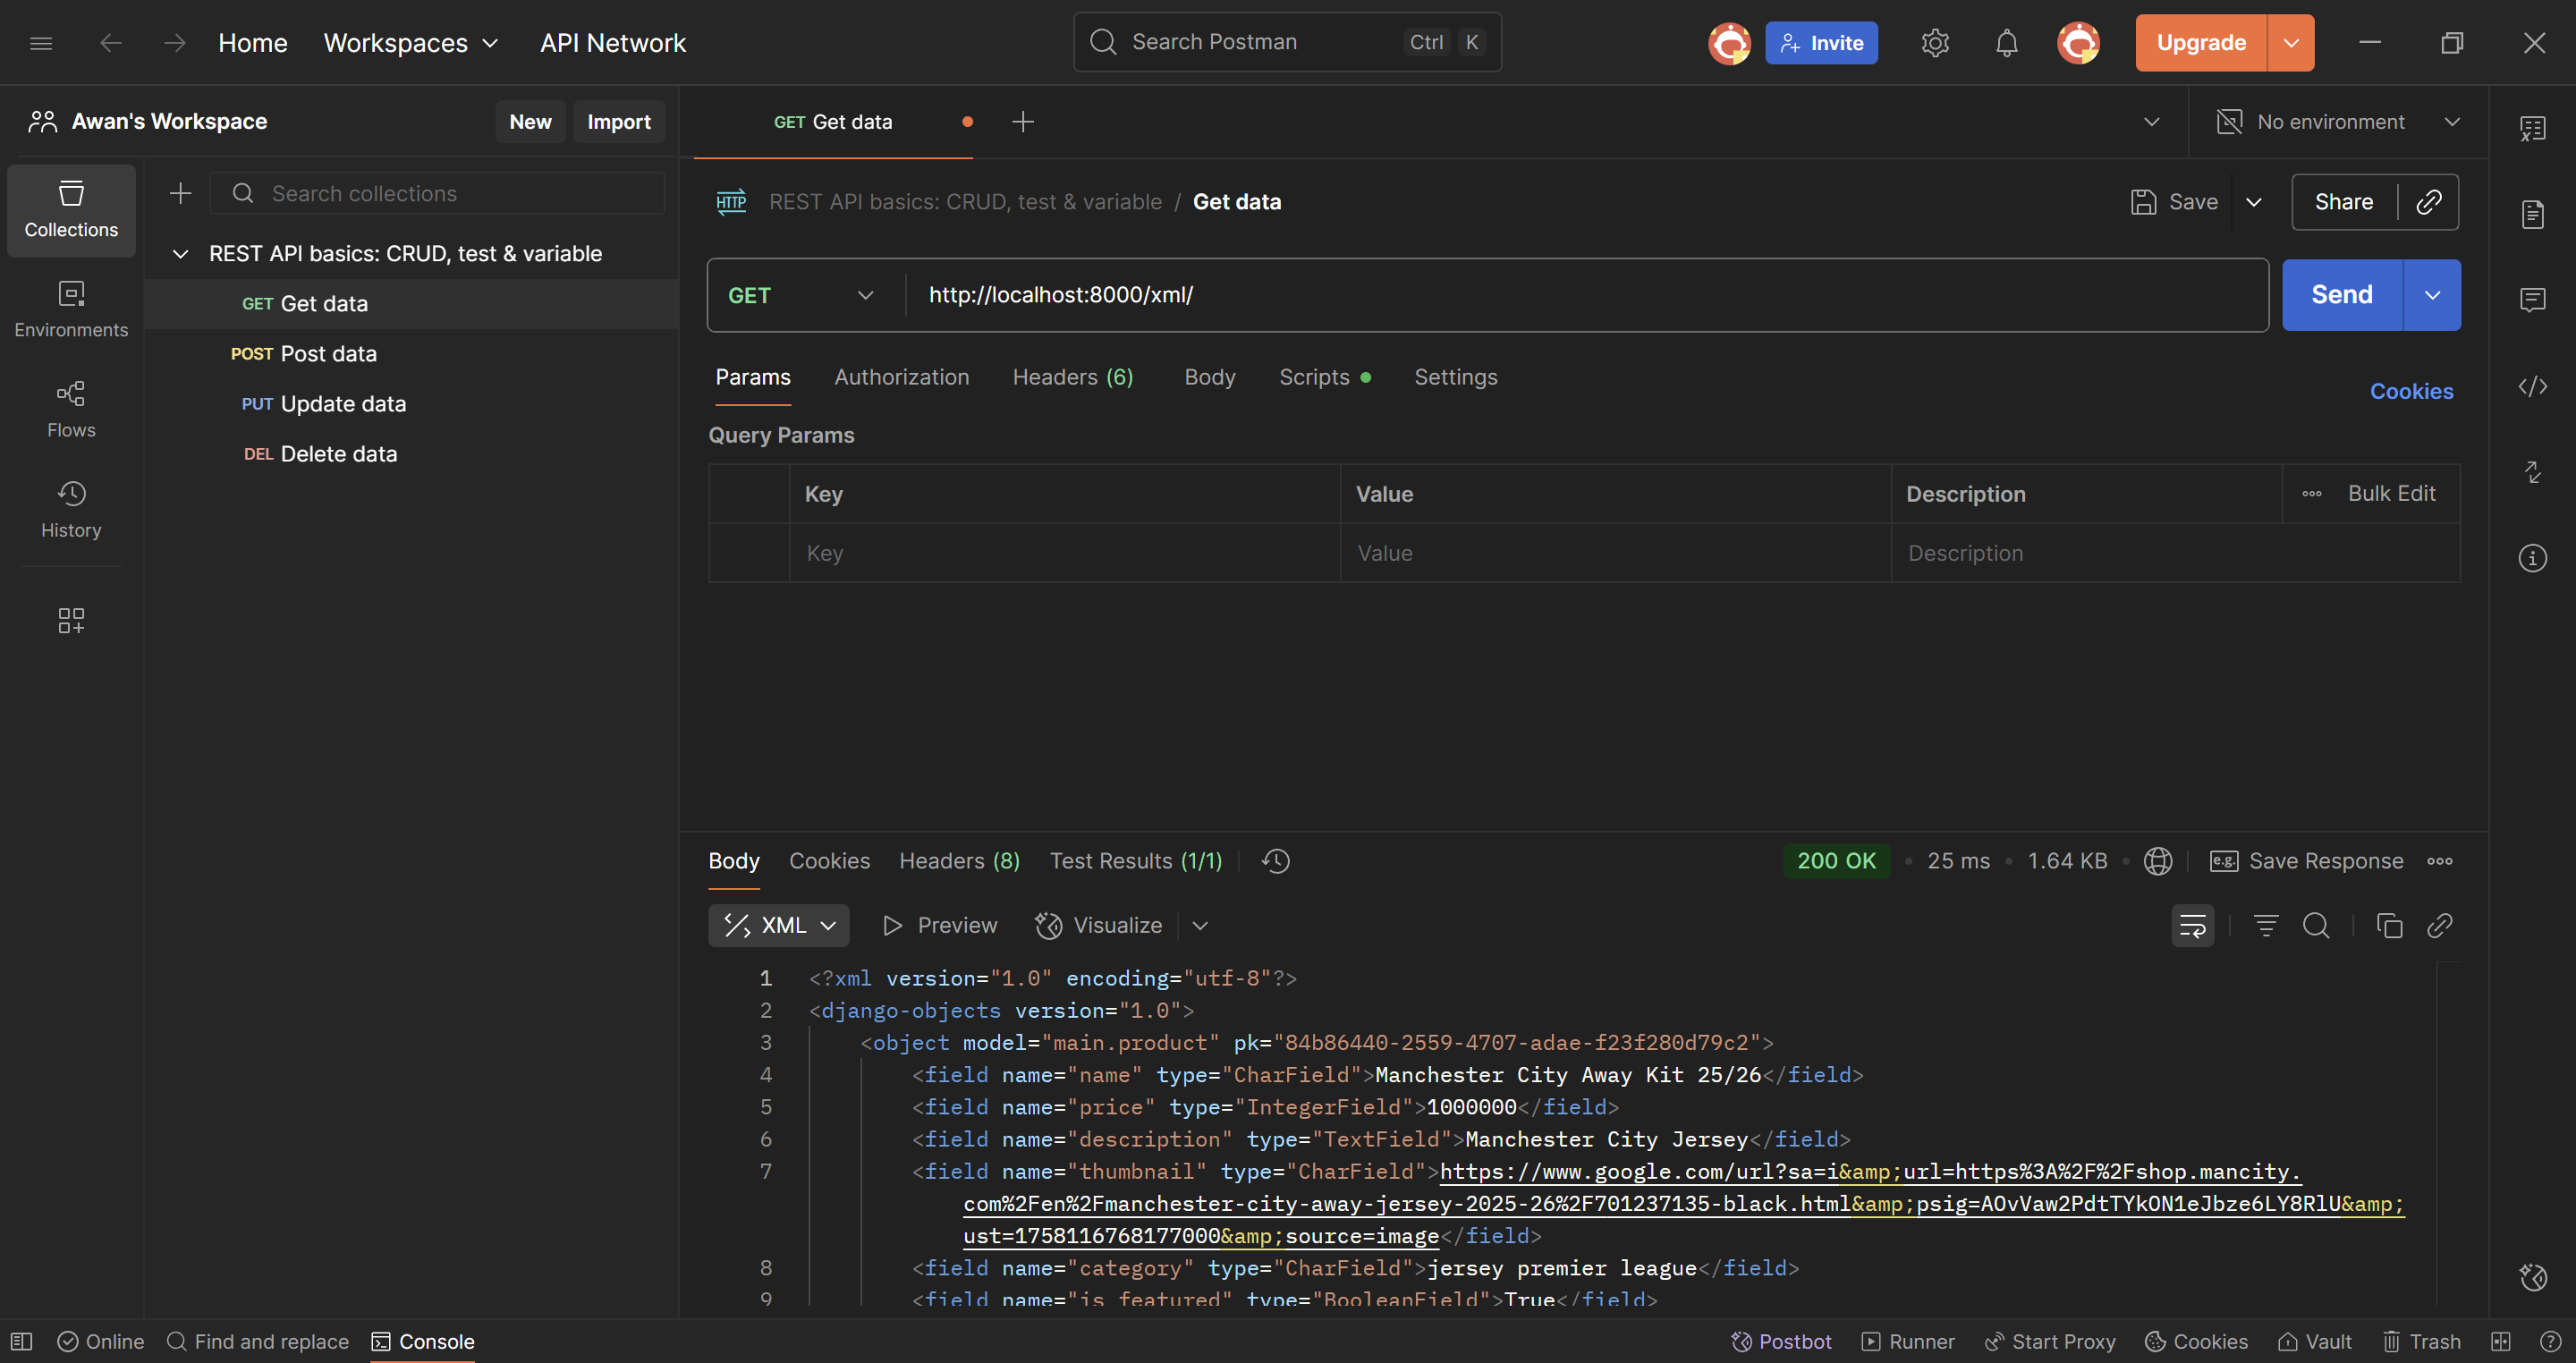 Home Workspaces API Network Search Postman Ctrl K Invite Upgrade
Awan's Workspace New Import GET Get data No environment
Collections
Environments
Flows
History
Search collections
REST API basics: CRUD, test & variable
GET Get data
POST Post data
PUT Update data
DEL Delete data
HTTP REST API basics: CRUD, test & variable / Get data Save Share
GET http://localhost:8000/xml/ Send
Params Authorization Headers (6) Body Scripts Settings Cookies
Query Params
Key Value Description Bulk Edit
Key Value Description
Body Cookies Headers (8) Test Results (1/1) 200 OK 25 ms 1.64 KB e.g. Save Response
XML Preview Visualize
1 <?xml version="1.0" encoding="utf-8"?>
2 <django-objects version="1.0">
3 <object model="main.product" pk="84b86440-2559-4707-adae-f23f280d79c2">
4 <field name="name" type="CharField">Manchester City Away Kit 25/26</field>
5 <field name="price" type="IntegerField">1000000</field>
6 <field name="description" type="TextField">Manchester City Jersey</field>
7 <field name="thumbnail" type="CharField">https://www.google.com/url?sa=i&amp;url=https%3A%2F%2Fshop.mancity.
com%2Fen%2Fmanchester-city-away-jersey-2025-26%2F701237135-black.html&amp;psig=AOvVaw2PdtTYkON1eJbze6LY8RlU&amp;
ust=1758116768177000&amp;source=image</field>
8 <field name="category" type="CharField">jersey premier league</field>
9 <field name="is_featured" type="BooleanField">True</field>
Online Find and replace Console Postbot Runner Start Proxy Cookies Vault Trash